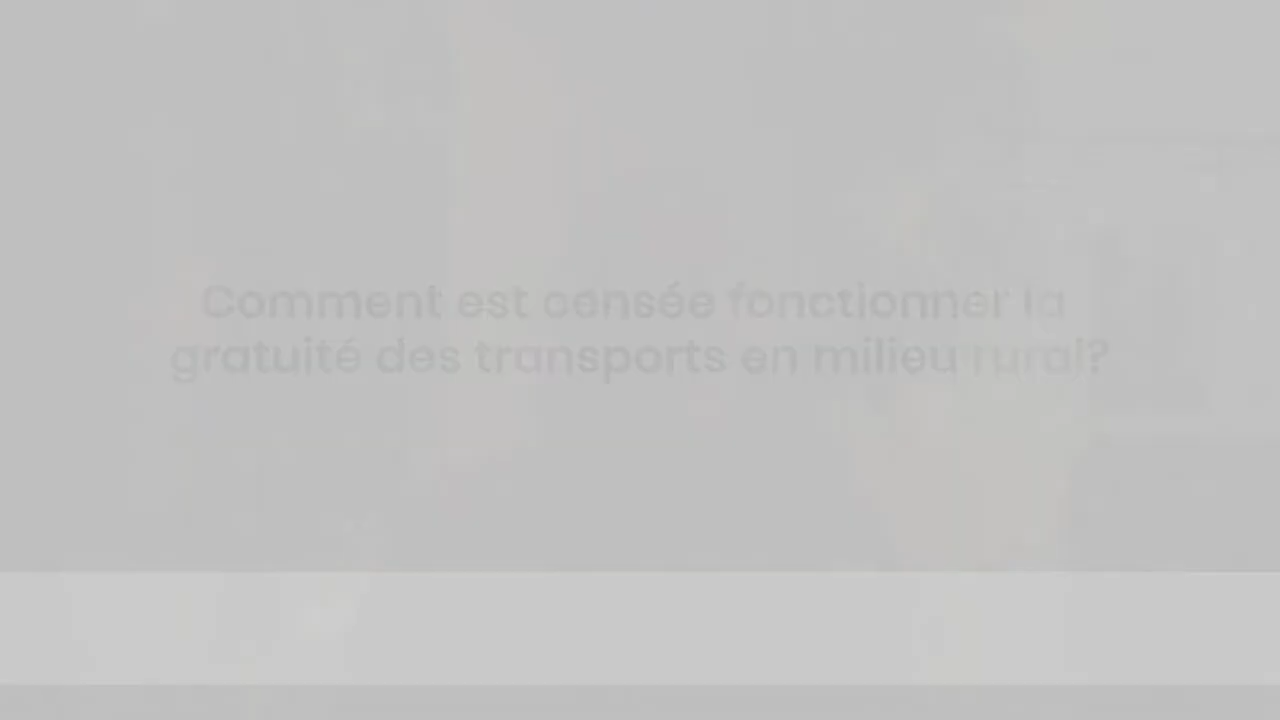 Comment est censée fonctionner la
gratuité des transports en milieu rural?